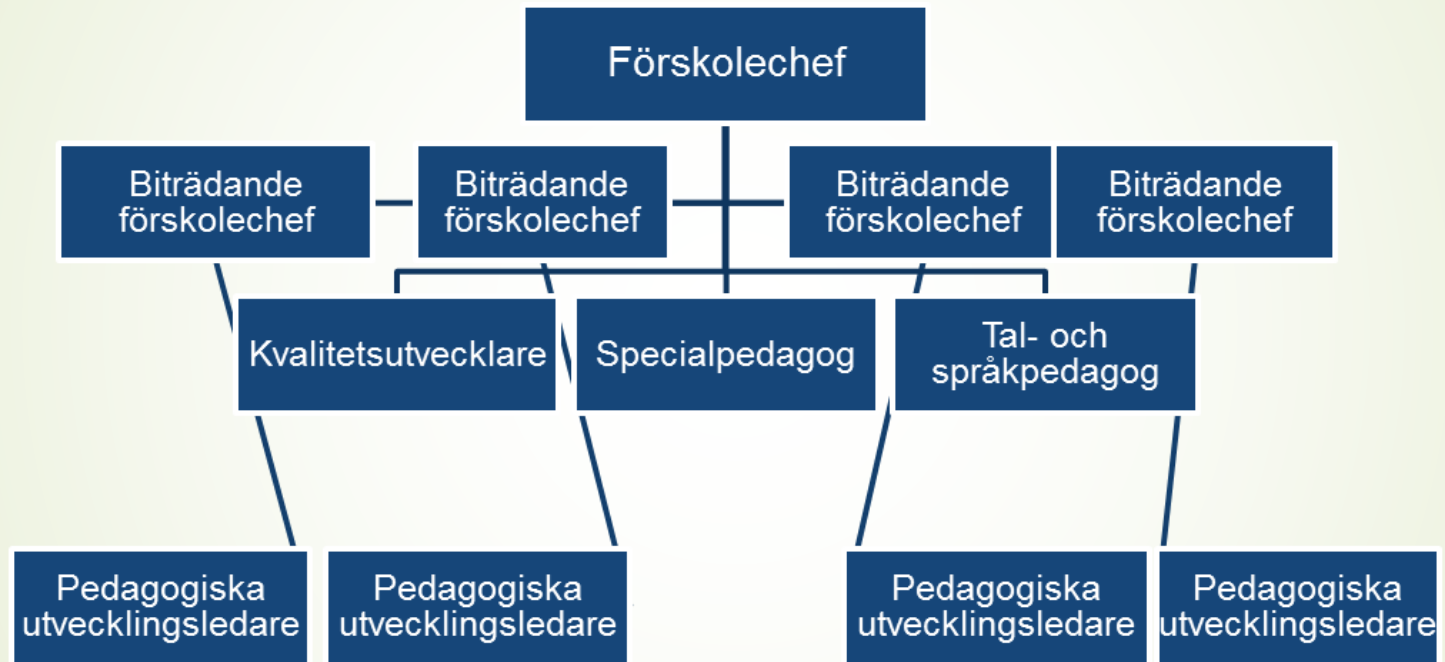 Förskolechef
Biträdande
förskolechef
Biträdande
förskolechef
Biträdande
förskolechef
Biträdande
förskolechef
Kvalitetsutvecklare
Specialpedagog
Tal- och
språkpedagog
Pedagogiska
utvecklingsledare
Pedagogiska
utvecklingsledare
Pedagogiska
utvecklingsledare
Pedagogiska
utvecklingsledare